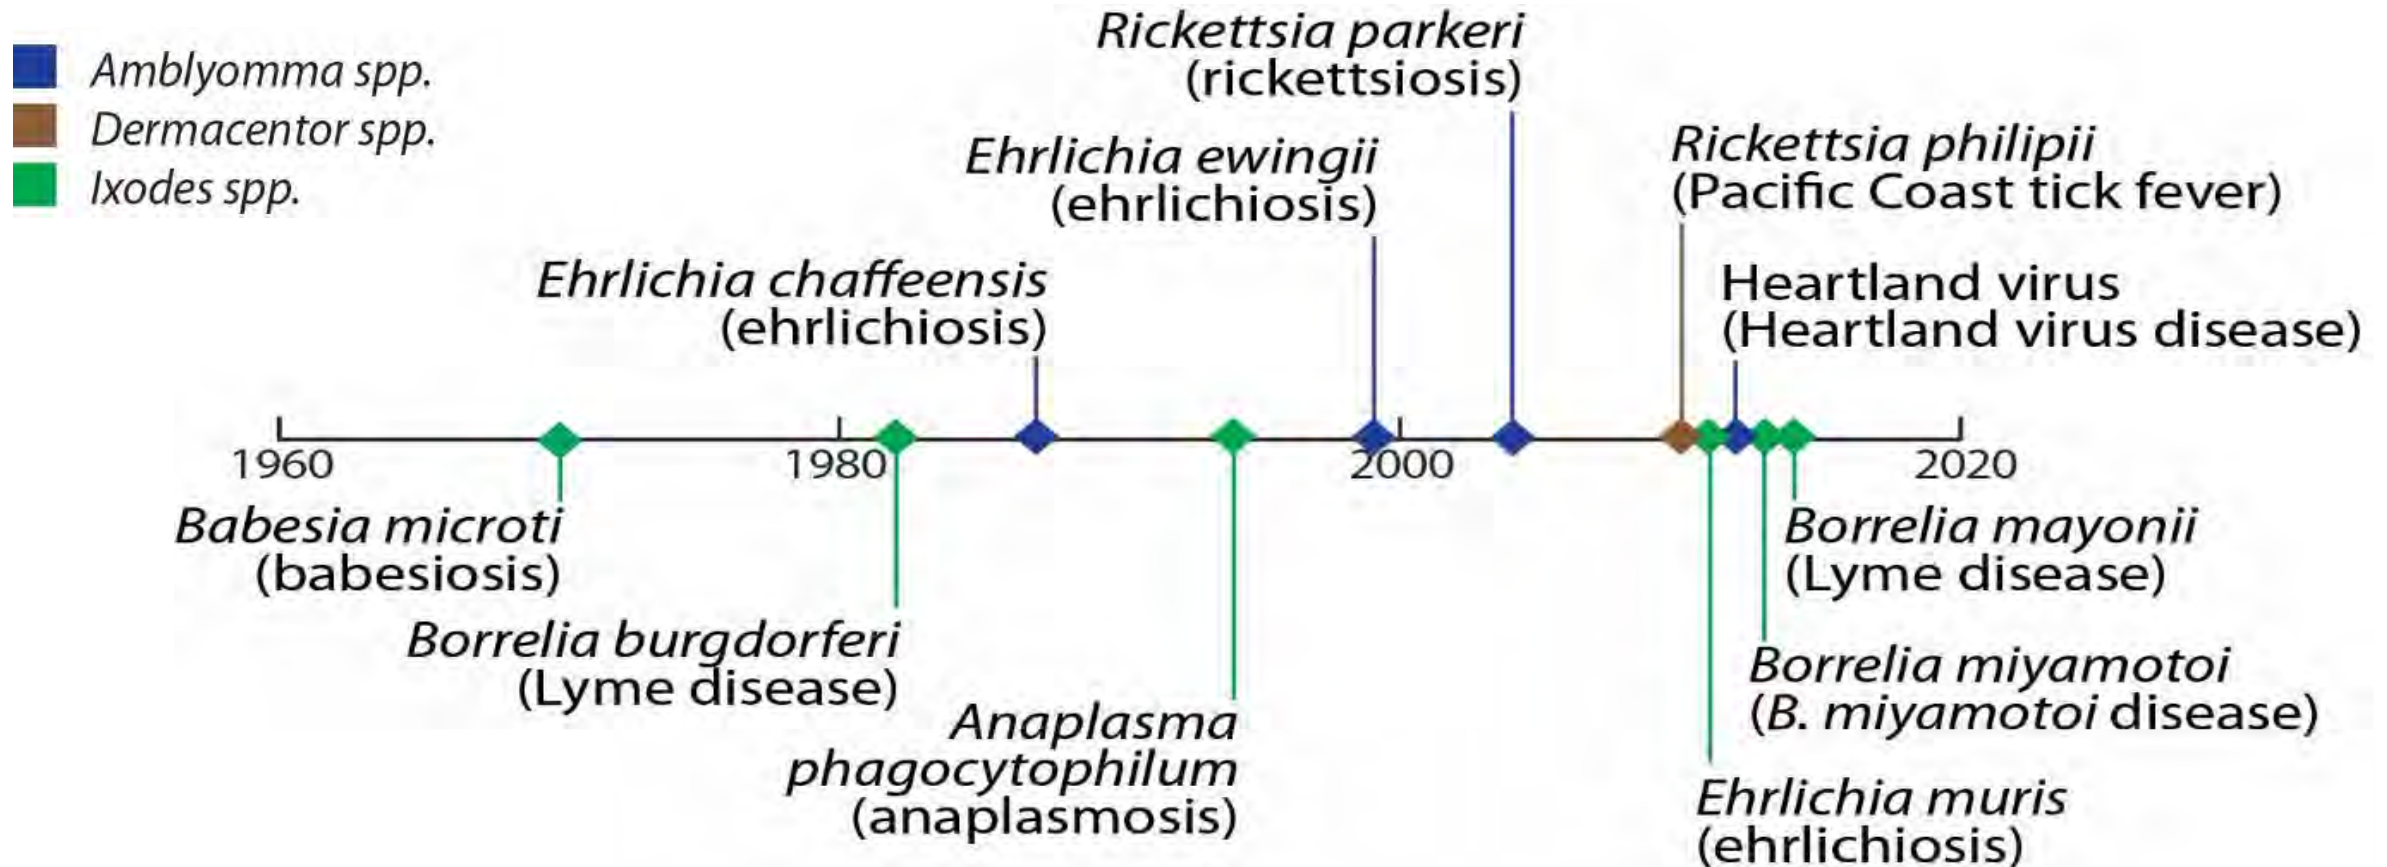 Amblyomma spp.
Dermacentor spp.
Ixodes spp.
Rickettsia parkeri
(rickettsiosis)
Ehrlichia ewingii
(ehrlichiosis)
Rickettsia philipii
(Pacific Coast tick fever)
Ehrlichia chaffeensis
(ehrlichiosis)
Heartland virus
(Heartland virus disease)
1960
1980
2000
2020
Babesia microti
(babesiosis)
Borrelia burgdorferi
(Lyme disease)
Anaplasma
phagocytophilum
(anaplasmosis)
Borrelia mayonii
(Lyme disease)
Borrelia miyamotoi
(B. miyamotoi disease)
Ehrlichia muris
(ehrlichiosis)